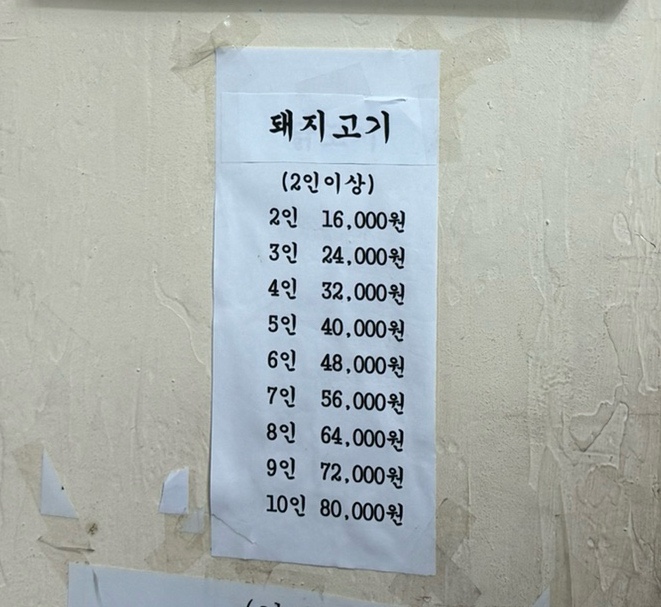 돼지고기
(2인이상)
2인 16,000원
3인 24,000원
4인 32,000원
5인 40,000원
6인 48,000원
7인 56,000원
8인 64,000원
9인 72,000원
10인 80,000원